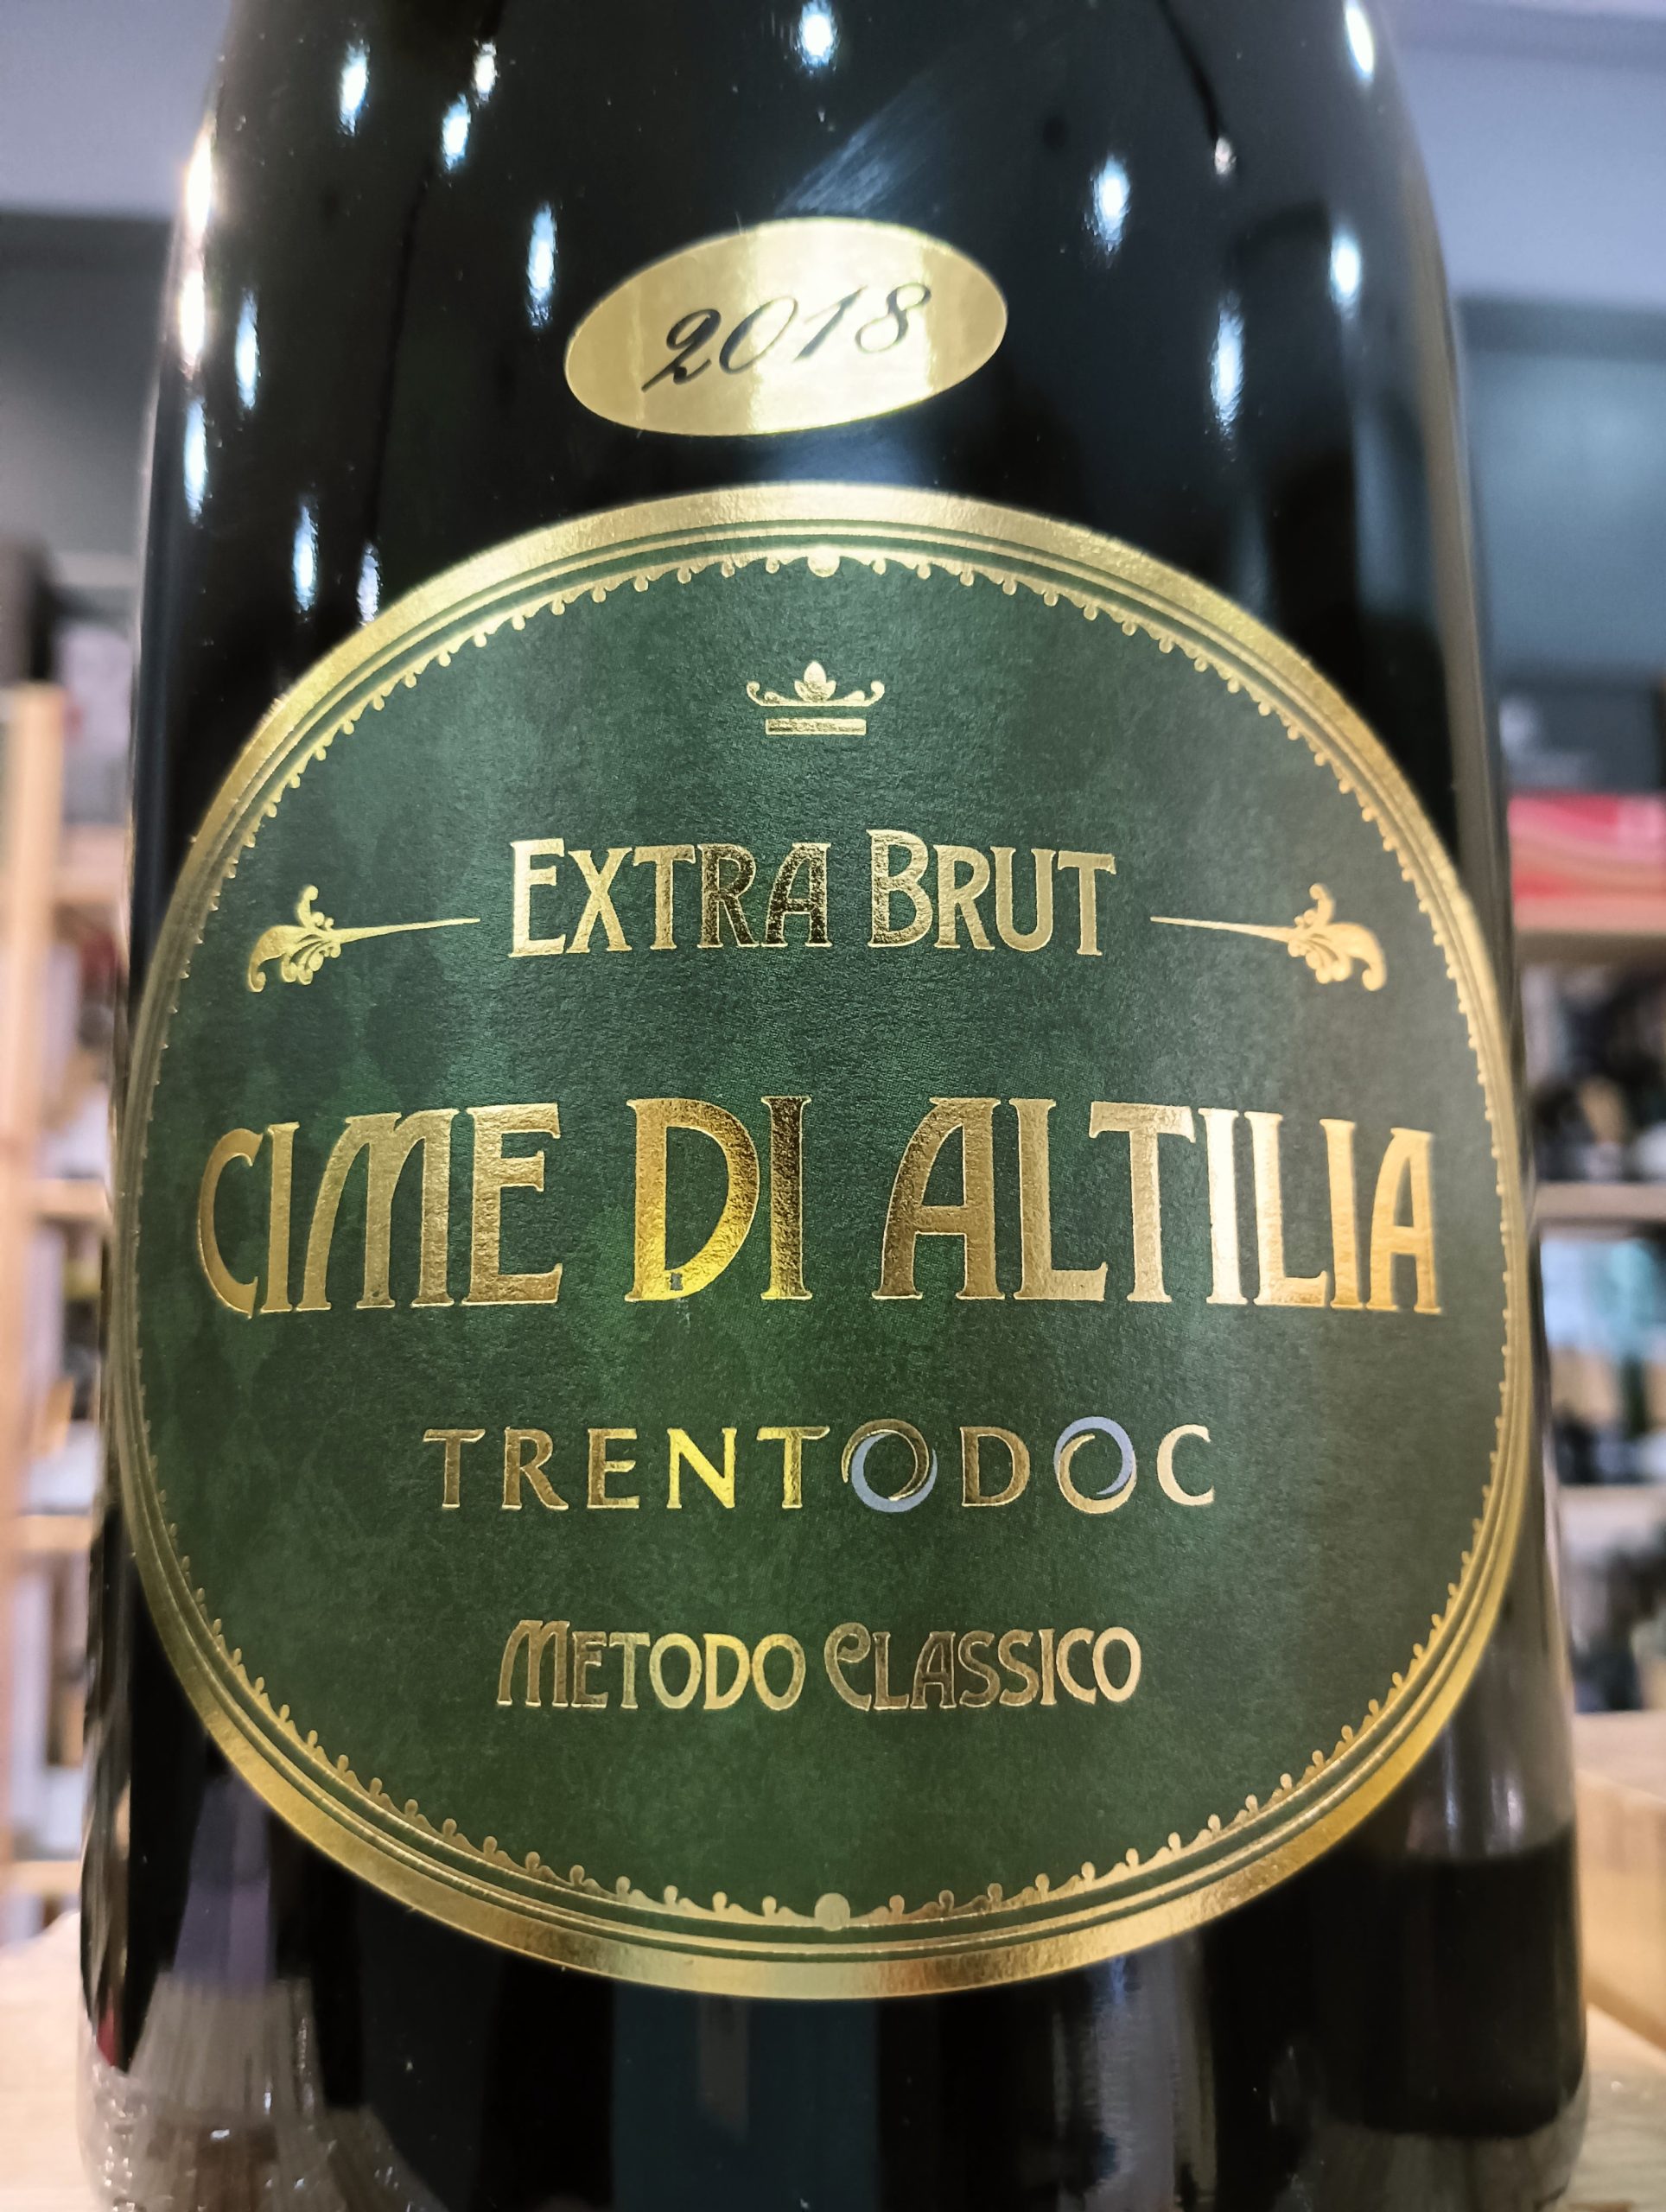 2018
EXTRA BRUT
CIME DI ALTILIA
TRENTODOC
METODO CLASSICO